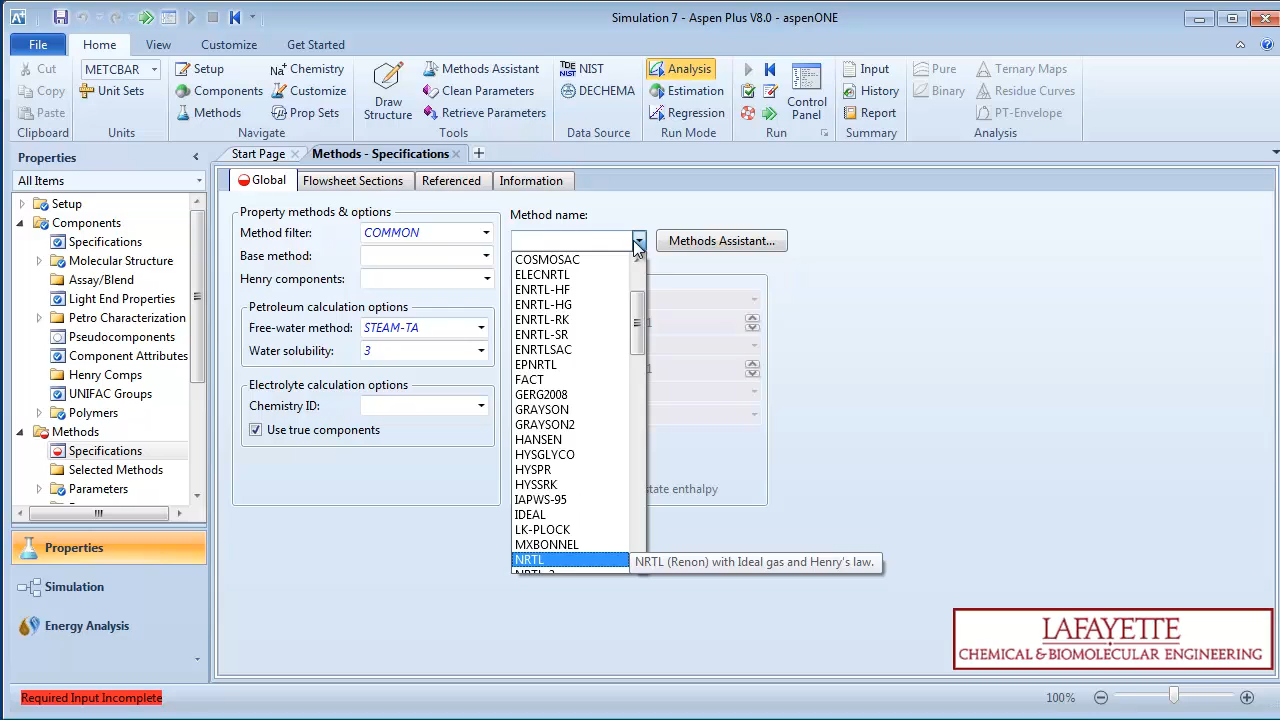 Simulation 7 - Aspen Plus V8.0 - aspenONE
File Home View Customize Get Started
Cut
Copy
Paste
Clipboard
METCBAR
Unit Sets
Units
Setup
Components
Methods
Chemistry
Customize
Prop Sets
Navigate
Draw
Structure
Methods Assistant
Clean Parameters
Retrieve Parameters
Tools
NIST
DECHEMA
Data Source
Analysis
Estimation
Regression
Run Mode
Control
Panel
Run
Input
History
Report
Summary
Pure
Binary
Ternary Maps
Residue Curves
PT-Envelope
Analysis
Properties
All Items
Setup
Components
Specifications
Molecular Structure
Assay/Blend
Light End Properties
Petro Characterization
Pseudocomponents
Component Attributes
Henry Comps
UNIFAC Groups
Polymers
Methods
Specifications
Selected Methods
Parameters
Properties
Simulation
Energy Analysis
Required Input Incomplete
Start Page Methods - Specifications
Global Flowsheet Sections Referenced Information
Property methods & options
Method filter: COMMON
Base method:
Henry components:
Petroleum calculation options
Free-water method: STEAM-TA
Water solubility: 3
Electrolyte calculation options
Chemistry ID:
Use true components
Method name:
Methods Assistant...
COSMOSAC
ELECNRTL
ENRTL-HF
ENRTL-HG
ENRTL-RK
ENRTL-SR
ENRTLSAC
EPNRTL
FACT
GERG2008
GRAYSON
GRAYSON2
HANSEN
HYSGLYCO
HYSPR
HYSSRK
IAPWS-95
IDEAL
LK-PLOCK
MXBONNEL
NRTL
NRTL-2
1
1
state enthalpy
NRTL (Renon) with Ideal gas and Henry's law.
LAFAYETTE
CHEMICAL & BIOMOLECULAR ENGINEERING
100%